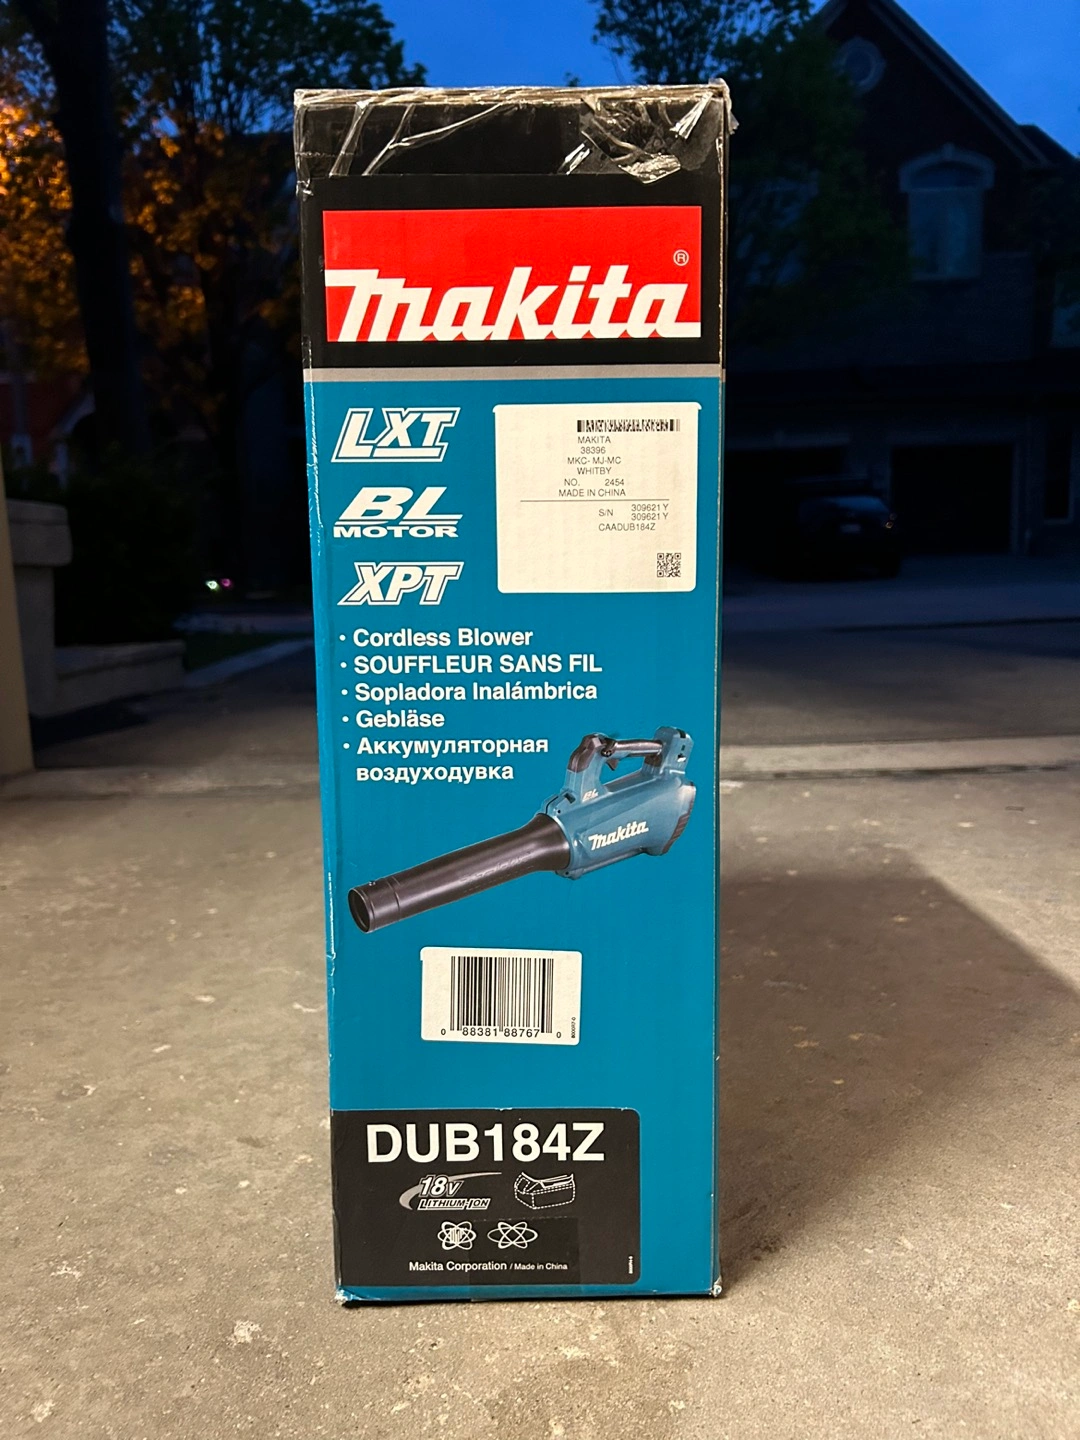 makita®
LXT
BL
MOTOR
XPT
MAKITA
38396
MKC- MJ-MC
WHITBY
NO. 2454
MADE IN CHINA
S/N 309621 Y
309621 Y
CAADUB184Z
• Cordless Blower
• SOUFFLEUR SANS FIL
• Sopladora Inalámbrica
• Gebläse
• Аккумуляторная
воздуходувка
BL
makita
0 88381 88767 0
DUB184Z
18V
LITHIUM-ION
Makita Corporation / Made in China